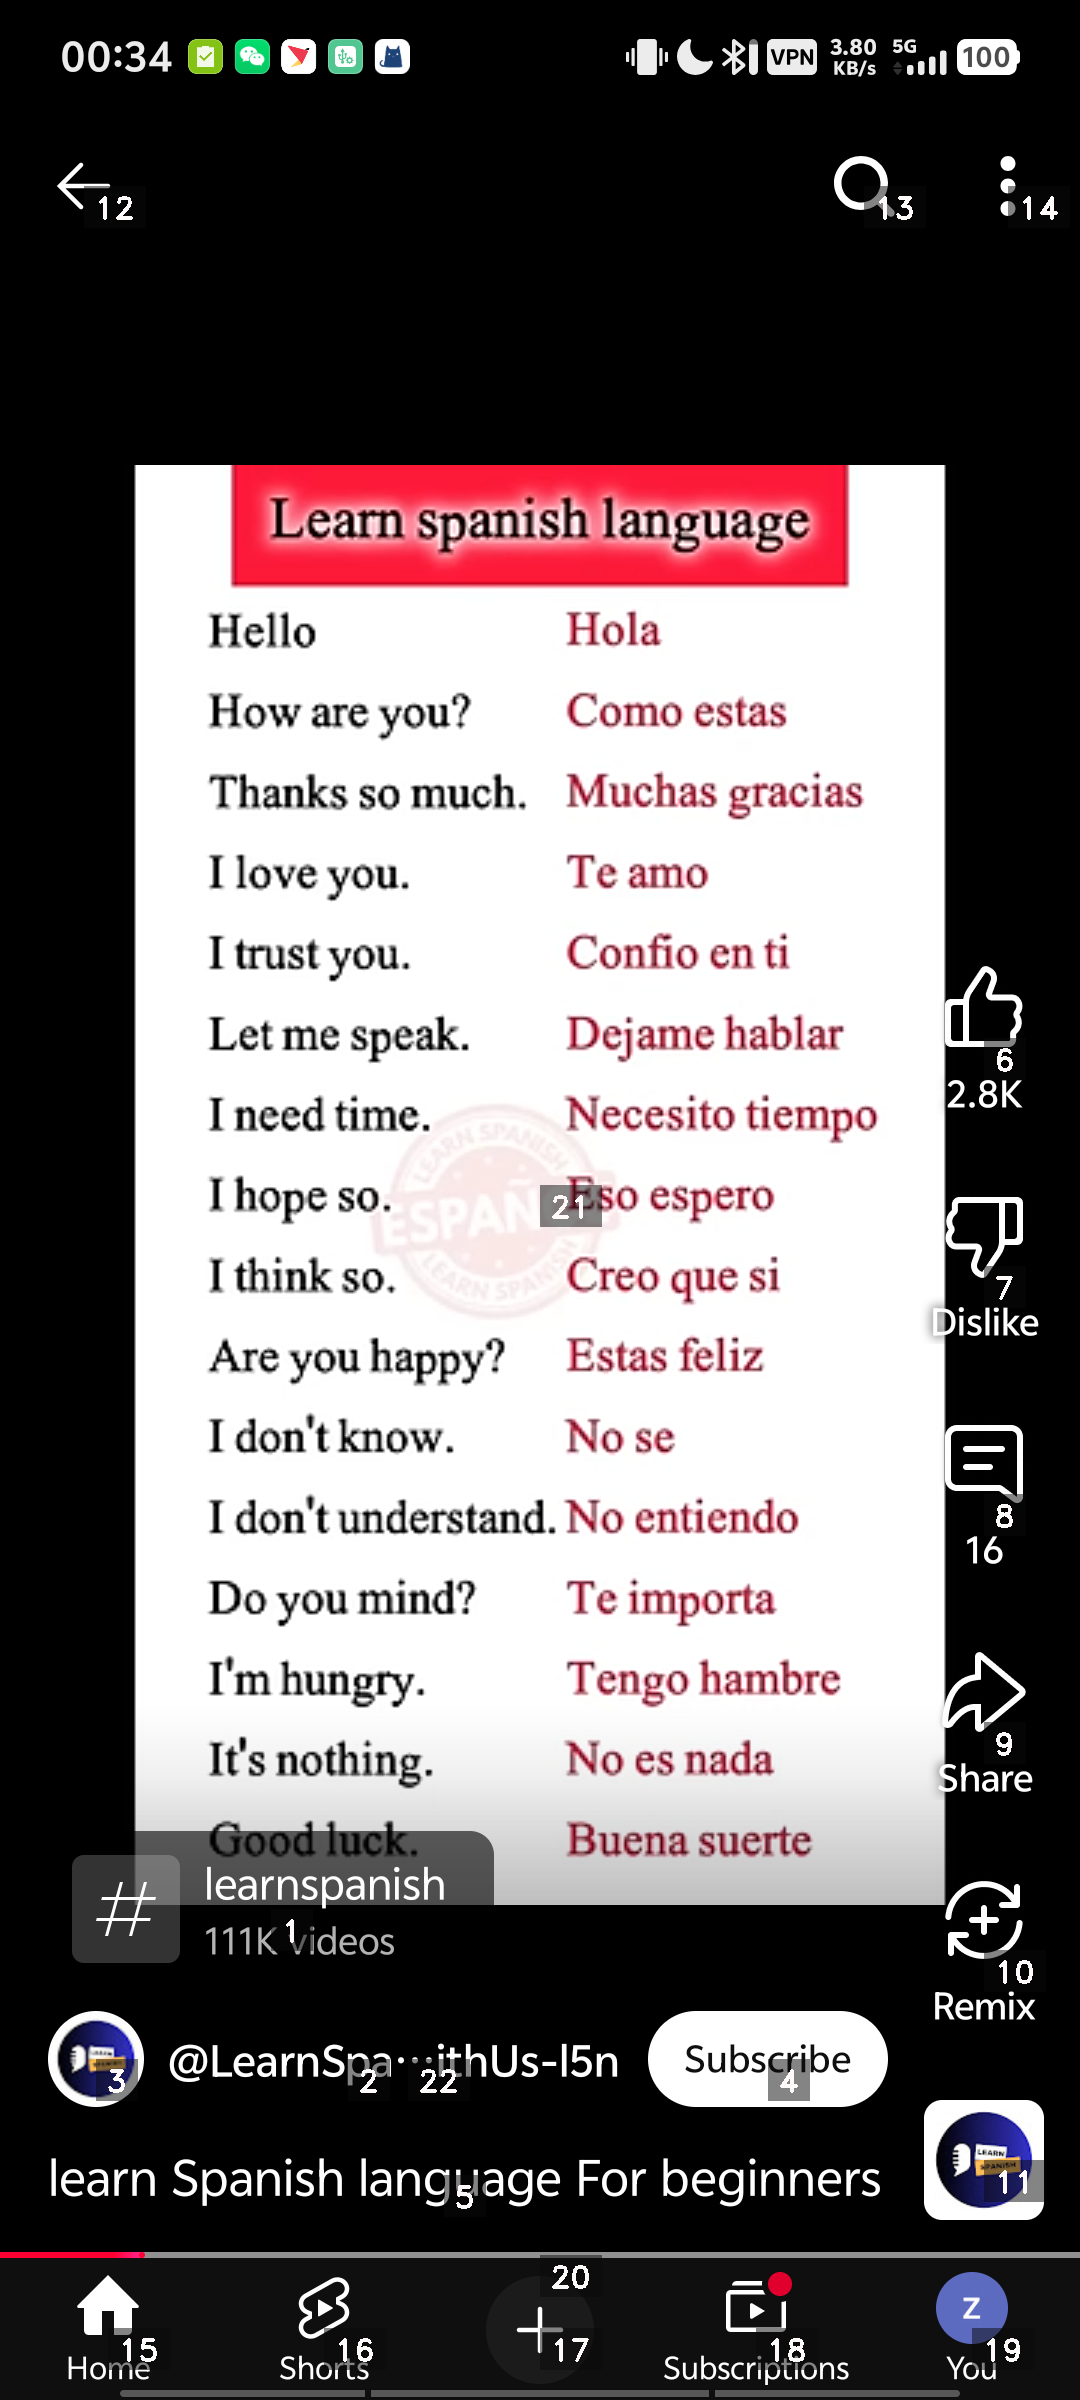 00:34
VPN
3.80
KB/s
5G
100
12
13
14
Learn spanish language
Hello Hola
How are you? Como estas
Thanks so much. Muchas gracias
I love you. Te amo
I trust you. Confio en ti
Let me speak. Dejame hablar
I need time. Necesito tiempo
I hope so. Eso espero
I think so. Creo que si
Are you happy? Estas feliz
I don't know. No se
I don't understand. No entiendo
Do you mind? Te importa
I'm hungry. Tengo hambre
It's nothing. No es nada
Good luck. Buena suerte
LEARN SPANISH
ESPAÑ
LEARN SPANISH
21
6
2.8K
7
Dislike
8
16
9
Share
10
Remix
# learnspanish
111K videos
1
3
@LearnSpa...ithUs-l5n
2
22
Subscribe
4
learn Spanish language For beginners
5
LEARN
SPANISH
11
20
15
Home
16
Shorts
17
18
Subscriptions
Z
19
You